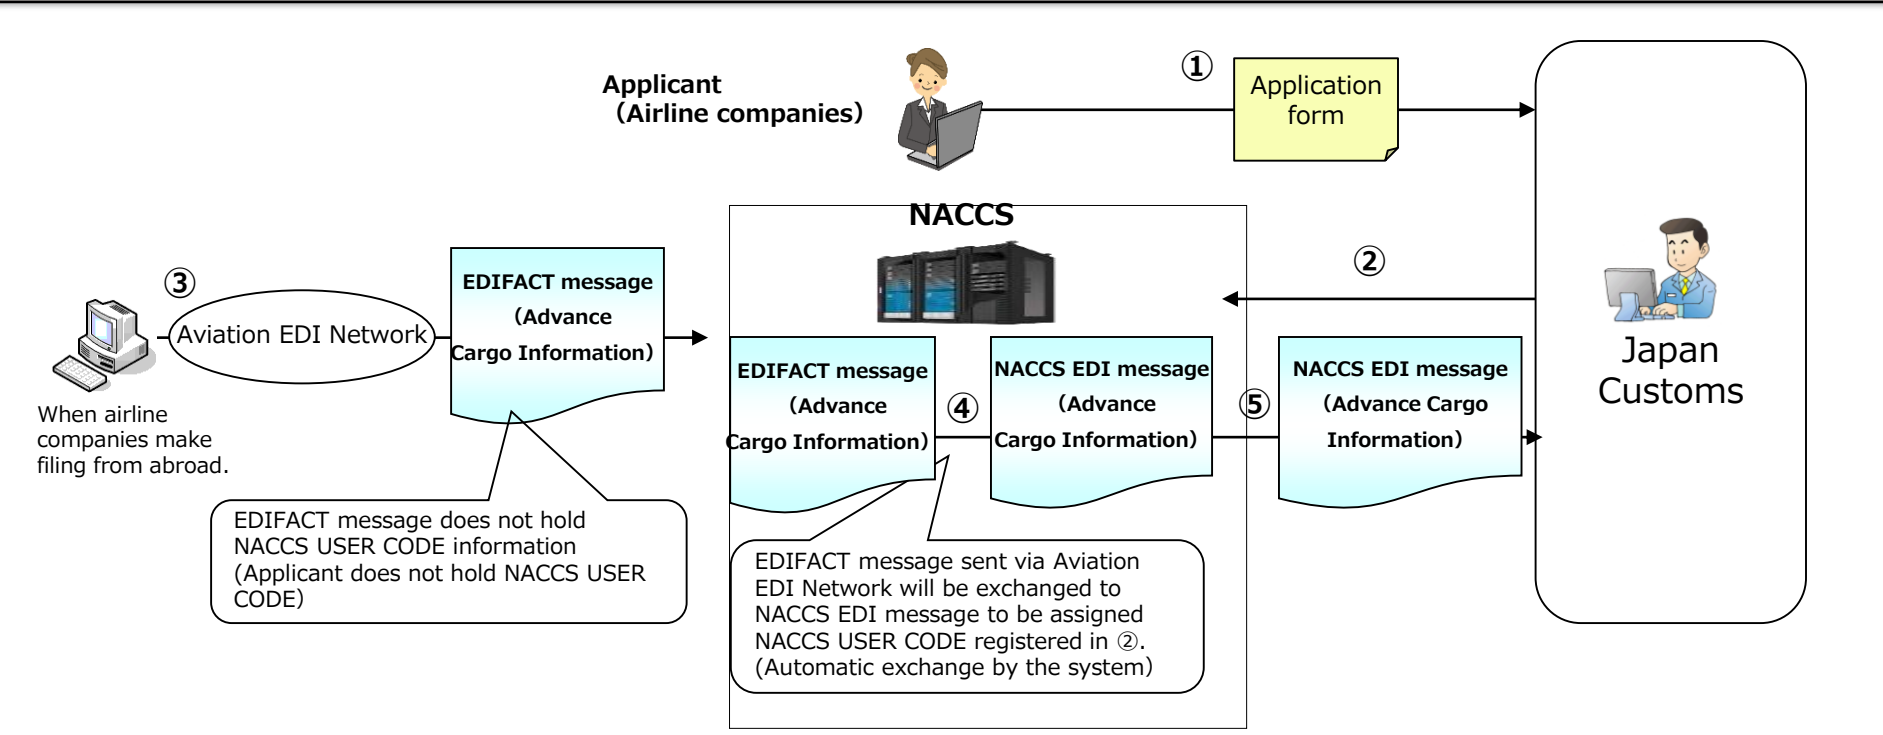 Applicant
（Airline companies）
①
Application
form
NACCS
②
③
Aviation EDI Network
EDIFACT message
（Advance
Cargo Information）
When airline
companies make
filing from abroad.
EDIFACT message
（Advance
Cargo Information）
④
NACCS EDI message
（Advance
Cargo Information）
⑤
NACCS EDI message
（Advance Cargo
Information）
Japan
Customs
EDIFACT message does not hold
NACCS USER CODE information
(Applicant does not hold NACCS USER
CODE）
EDIFACT message sent via Aviation
EDI Network will be exchanged to
NACCS EDI message to be assigned
NACCS USER CODE registered in ②.
(Automatic exchange by the system）